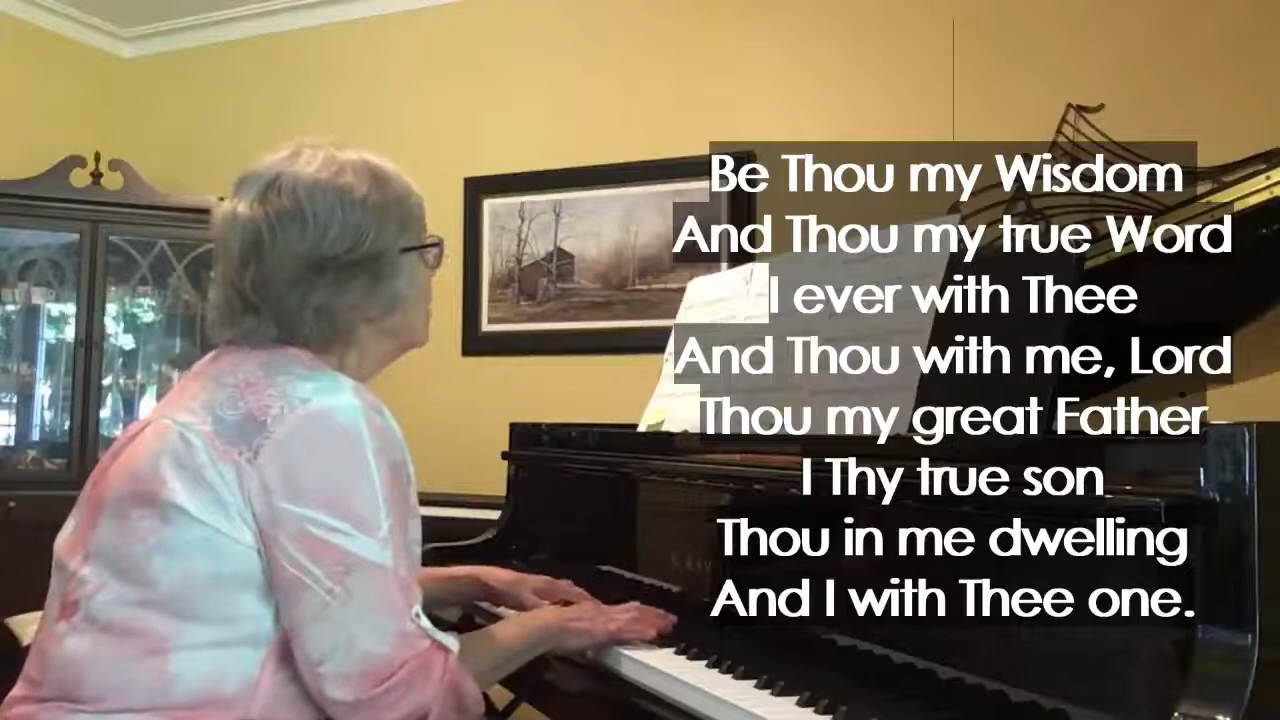 Be Thou my Wisdom
And Thou my true Word
I ever with Thee
And Thou with me, Lord
Thou my great Father
I Thy true son
Thou in me dwelling
And I with Thee one.